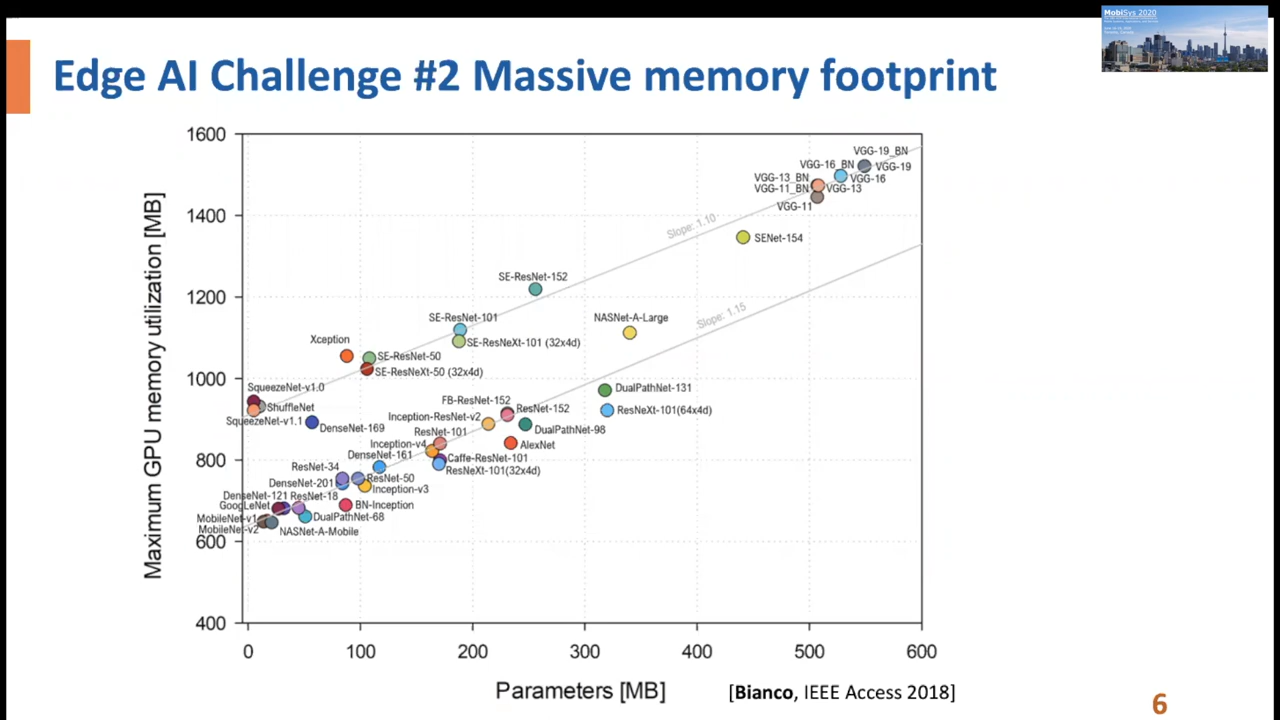 MobiSys 2020
Edge AI Challenge #2 Massive memory footprint
Maximum GPU memory utilization [MB]
1600
1400
1200
1000
800
600
400
VGG-19_BN
VGG-16_BN
VGG-19
VGG-13_BN
VGG-16
VGG-11_BN
VGG-13
VGG-11
Slope: 1.10
SENet-154
SE-ResNet-152
SE-ResNet-101
NASNet-A-Large
Slope: 1.15
Xception
SE-ResNeXt-101 (32x4d)
SE-ResNet-50
SE-ResNeXt-50 (32x4d)
SqueezeNet-v1.0
DualPathNet-131
FB-ResNet-152
ShuffleNet
ResNet-152
ResNeXt-101(64x4d)
Inception-ResNet-v2
SqueezeNet-v1.1
DenseNet-169
DualPathNet-98
ResNet-101
Inception-v4
AlexNet
DenseNet-161
Caffe-ResNet-101
ResNet-34
ResNeXt-101(32x4d)
DenseNet-201
ResNet-50
Inception-v3
DenseNet-121
ResNet-18
GoogLeNet
BN-Inception
MobileNet-v1
DualPathNet-68
MobileNet-v2
NASNet-A-Mobile
0 100 200 300 400 500 600
Parameters [MB]
[Bianco, IEEE Access 2018]
6